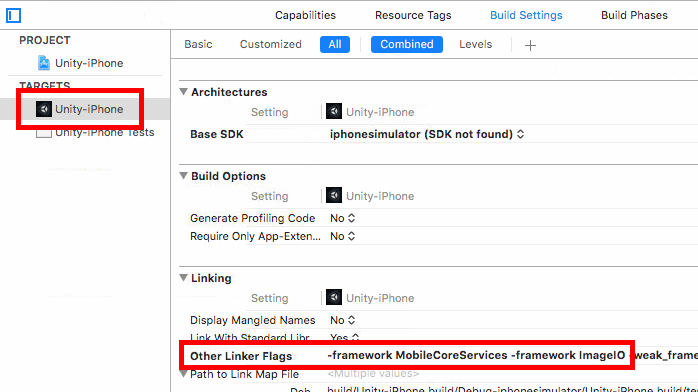 Capabilities Resource Tags Build Settings Build Phases
PROJECT
Unity-iPhone
TARGETS
Unity-iPhone
Unity-iPhone Tests
Basic Customized All Combined Levels +
Architectures
Setting Unity-iPhone
Base SDK iphonesimulator (SDK not found)
Build Options
Setting Unity-iPhone
Generate Profiling Code No
Require Only App-Exten... No
Linking
Setting Unity-iPhone
Display Mangled Names No
Link With Standard Libr... Yes
Other Linker Flags -framework MobileCoreServices -framework ImageIO -weak_frame
Path to Link Map File <Multiple values>
Deb build/Unity-iPhone.build/Debug-iphonesimulator/Unity-iPhone.build/